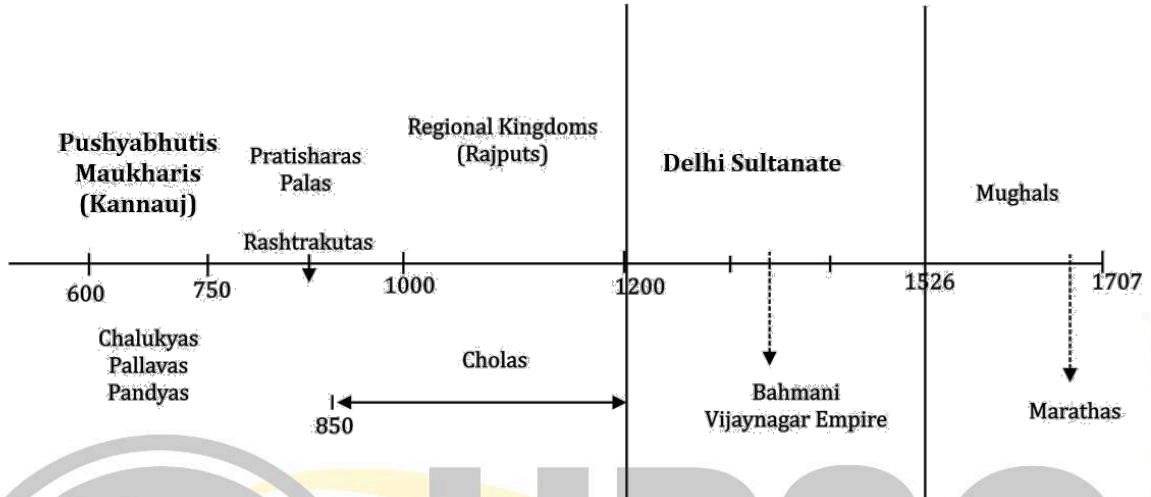 Pushyabhutis
Maukharis
(Kannauj)
Pratisharas
Palas
Rashtrakutas
Regional Kingdoms
(Rajputs)
Delhi Sultanate
Mughals
600
750
1000
1200
1526
1707
Chalukyas
Pallavas
Pandyas
850
Cholas
Bahmani
Vijaynagar Empire
Marathas